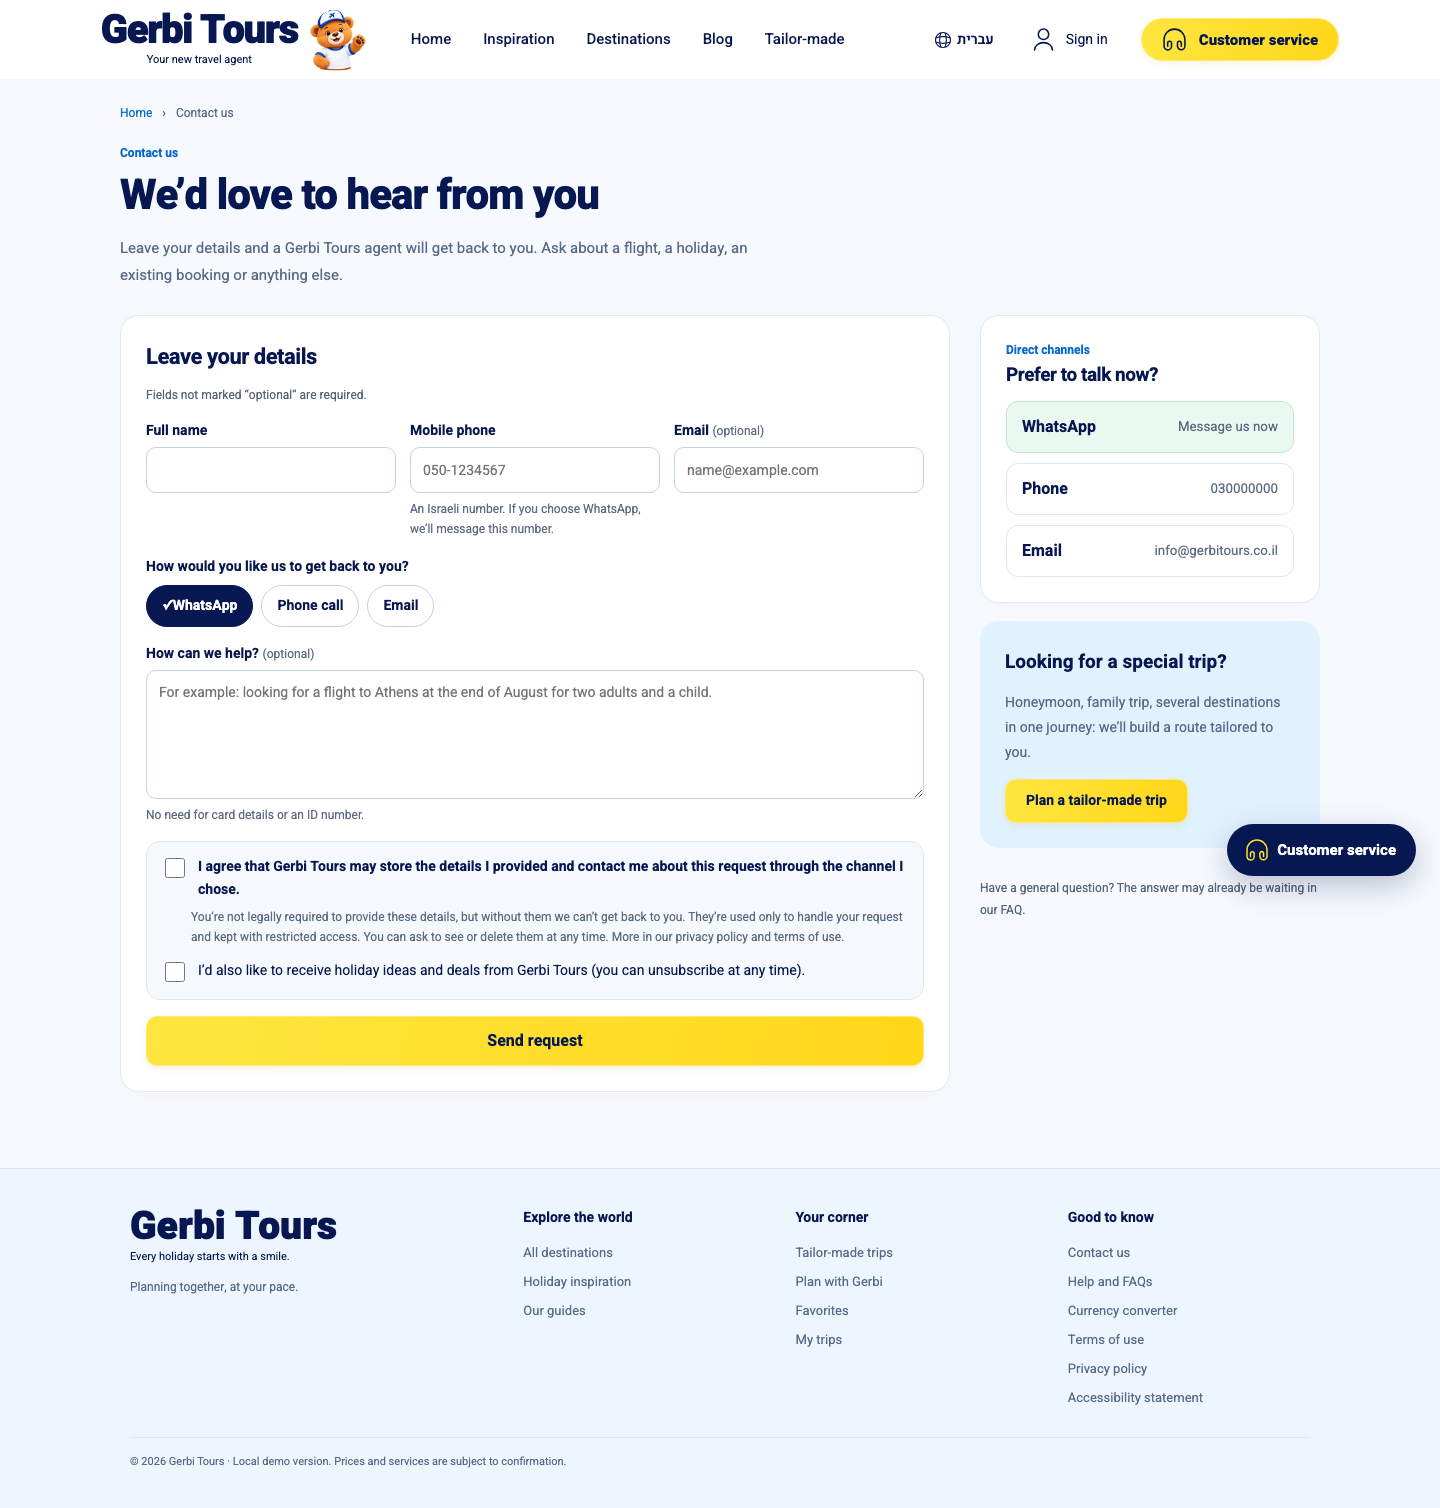 Gerbi Tours
Your new travel agent
Home
Inspiration
Destinations
Blog
Tailor-made
עברית
Sign in
Customer service
Home › Contact us
Contact us
We’d love to hear from you
Leave your details and a Gerbi Tours agent will get back to you. Ask about a flight, a holiday, an
existing booking or anything else.
Leave your details
Fields not marked “optional” are required.
Full name
Mobile phone
050-1234567
An Israeli number. If you choose WhatsApp,
we’ll message this number.
Email (optional)
name@example.com
How would you like us to get back to you?
✓WhatsApp
Phone call
Email
How can we help? (optional)
For example: looking for a flight to Athens at the end of August for two adults and a child.
No need for card details or an ID number.
I agree that Gerbi Tours may store the details I provided and contact me about this request through the channel I
chose.
You’re not legally required to provide these details, but without them we can’t get back to you. They’re used only to handle your request
and kept with restricted access. You can ask to see or delete them at any time. More in our privacy policy and terms of use.
I’d also like to receive holiday ideas and deals from Gerbi Tours (you can unsubscribe at any time).
Send request
Direct channels
Prefer to talk now?
WhatsApp
Message us now
Phone
030000000
Email
info@gerbitours.co.il
Looking for a special trip?
Honeymoon, family trip, several destinations
in one journey: we’ll build a route tailored to
you.
Plan a tailor-made trip
Customer service
Have a general question? The answer may already be waiting in
our FAQ.
Gerbi Tours
Every holiday starts with a smile.
Planning together, at your pace.
Explore the world
All destinations
Holiday inspiration
Our guides
Your corner
Tailor-made trips
Plan with Gerbi
Favorites
My trips
Good to know
Contact us
Help and FAQs
Currency converter
Terms of use
Privacy policy
Accessibility statement
© 2026 Gerbi Tours · Local demo version. Prices and services are subject to confirmation.